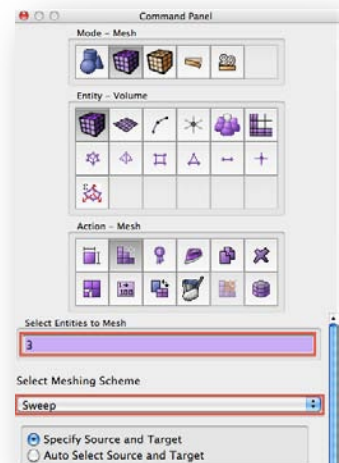 Command Panel
Mode - Mesh
Entity - Volume
Action - Mesh
Select Entities to Mesh
3
Select Meshing Scheme
Sweep
Specify Source and Target
Auto Select Source and Target